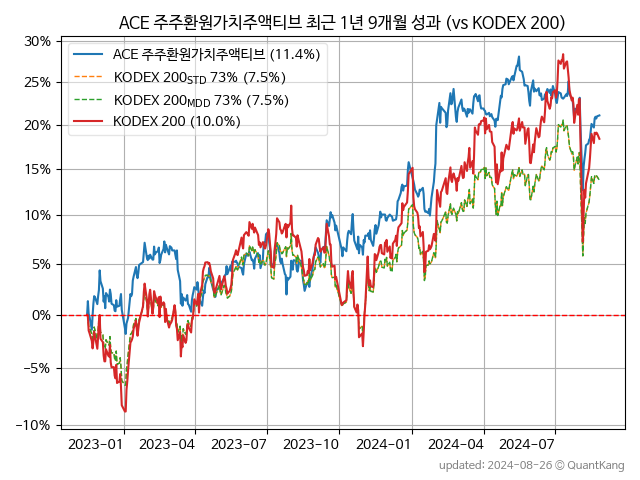 ACE 주주환원가치주액티브 최근 1년 9개월 성과 (vs KODEX 200)
30%
25%
20%
15%
10%
5%
0%
−5%
−10%
ACE 주주환원가치주액티브 (11.4%)
KODEX 200STD 73% (7.5%)
KODEX 200MDD 73% (7.5%)
KODEX 200 (10.0%)
2023−01 2023−04 2023−07 2023−10 2024−01 2024−04 2024−07
updated: 2024-08-26 © QuantKang